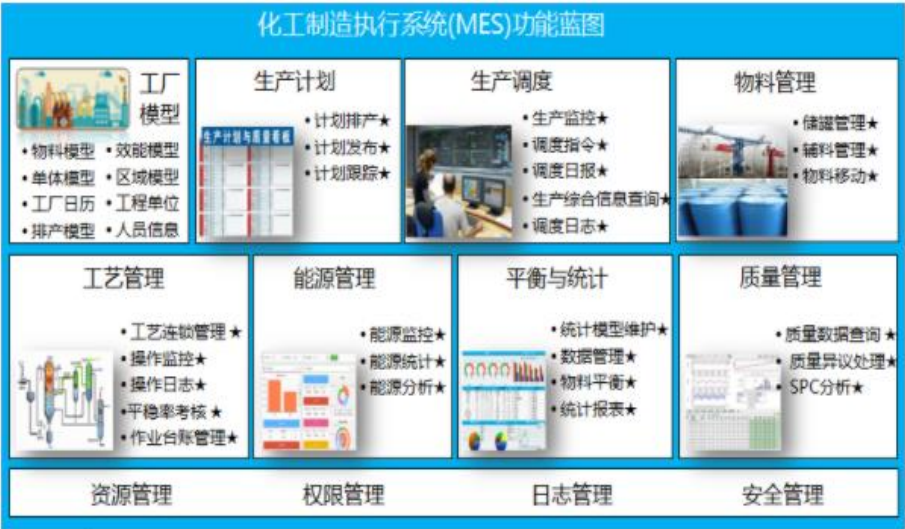 化工制造执行系统(MES)功能蓝图
工厂
模型
•物料模型 •效能模型
•单体模型 •区域模型
•工厂日历 •工程单位
•排产模型 •人员信息
生产计划
生产计划与质量看板
•计划排产★
•计划发布★
•计划跟踪★
生产调度
•生产监控★
•调度指令★
•调度日报★
•生产综合信息查询★
•调度日志★
物料管理
•储罐管理★
•辅料管理★
•物料移动★
工艺管理
•工艺连锁管理★
•操作监控★
•操作日志★
•平稳率考核★
•作业台账管理★
能源管理
•能源监控★
•能源统计★
•能源分析★
平衡与统计
•统计模型维护★
•数据管理★
•物料平衡★
•统计报表★
质量管理
•质量数据查询★
•质量异议处理★
•SPC分析★
资源管理 权限管理 日志管理 安全管理